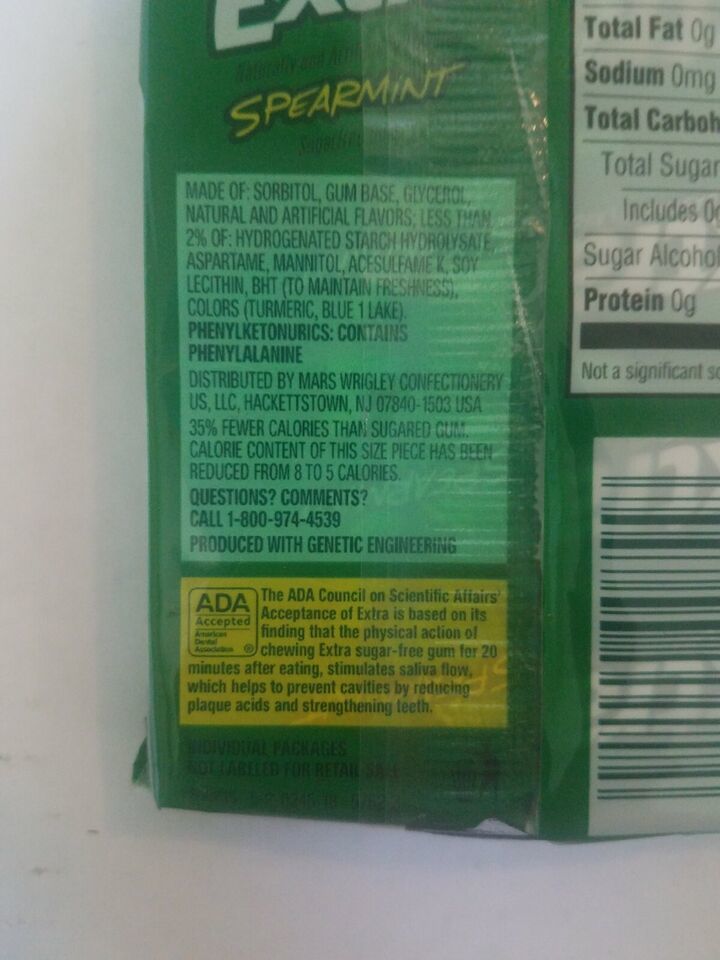 SPEARMINT
MADE OF: SORBITOL, GUM BASE, GLYCEROL,
NATURAL AND ARTIFICIAL FLAVORS; LESS THAN
2% OF: HYDROGENATED STARCH HYDROLYSATE,
ASPARTAME, MANNITOL, ACESULFAME K, SOY
LECITHIN, BHT (TO MAINTAIN FRESHNESS),
COLORS (TURMERIC, BLUE 1 LAKE).
PHENYLKETONURICS: CONTAINS
PHENYLALANINE
DISTRIBUTED BY MARS WRIGLEY CONFECTIONERY
US, LLC, HACKETTSTOWN, NJ 07840-1503 USA
35% FEWER CALORIES THAN SUGARED GUM.
CALORIE CONTENT OF THIS SIZE PIECE HAS BEEN
REDUCED FROM 8 TO 5 CALORIES.
QUESTIONS? COMMENTS?
CALL 1-800-974-4539
PRODUCED WITH GENETIC ENGINEERING
ADA
Accepted
American
Dental
Association ®
The ADA Council on Scientific Affairs'
Acceptance of Extra is based on its
finding that the physical action of
chewing Extra sugar-free gum for 20
minutes after eating, stimulates saliva flow,
which helps to prevent cavities by reducing
plaque acids and strengthening teeth.
INDIVIDUAL PACKAGES
NOT LABELED FOR RETAIL SALE
Total Fat 0g
Sodium 0mg
Total Carboh
Total Sugar
Includes 0g
Sugar Alcohol
Protein 0g
Not a significant so